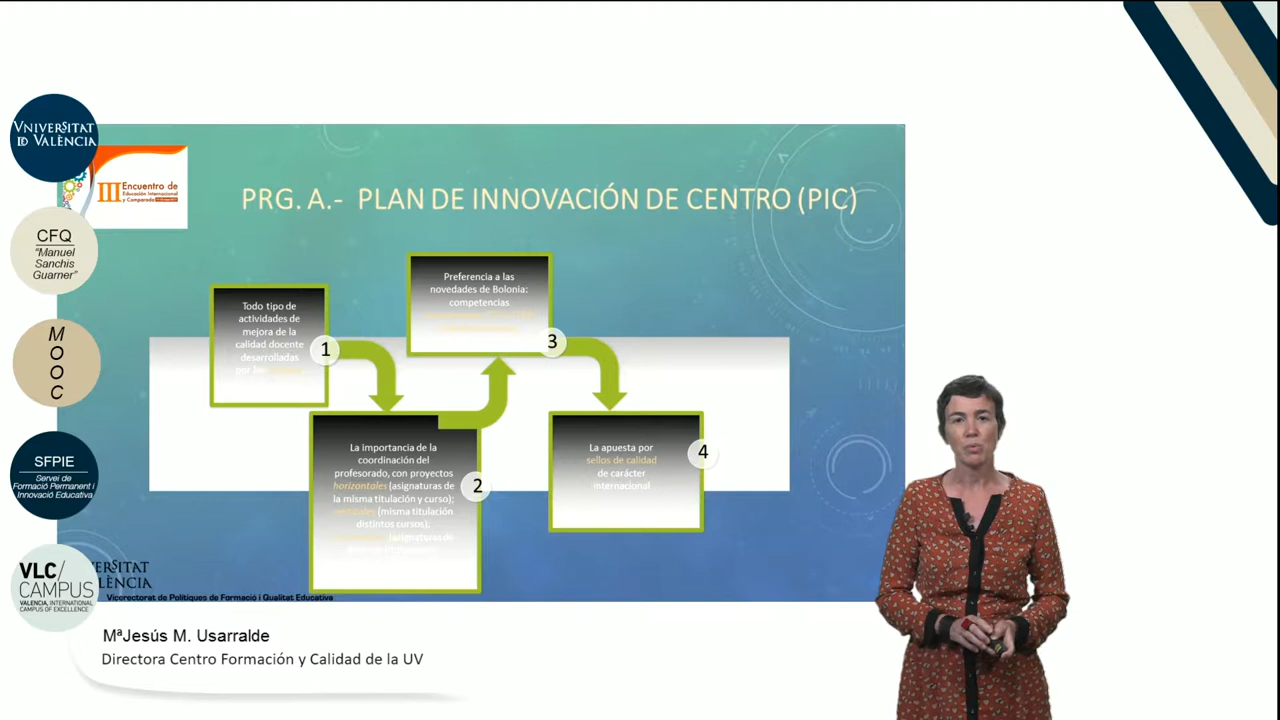 VNIVERSITAT
ID VALÈNCIA
CFQ
“Manuel
Sanchis
Guarner”
M
O
O
C
SFPIE
Servei de
Formació Permanent i
Innovació Educativa
VLC/
CAMPUS
VALENCIA, INTERNATIONAL
CAMPUS OF EXCELLENCE
III Encuentro de
Educación Internacional
y Comparada
PRG. A.- PLAN DE INNOVACIÓN DE CENTRO (PIC)
Todo tipo de
actividades de
mejora de la
calidad docente
desarrolladas
por los
1
La importancia de la
coordinación del
profesorado, con proyectos
horizontales (asignaturas de
la misma titulación y curso);
verticales (misma titulación
distintos cursos);
(asignaturas de
2
Preferencia a las
novedades de Bolonia:
competencias
3
La apuesta por
sellos de calidad
de carácter
internacional
4
VERSITAT
ALÈNCIA
Vicerectorat de Polítiques de Formació i Qualitat Educativa
MªJesús M. Usarralde
Directora Centro Formación y Calidad de la UV